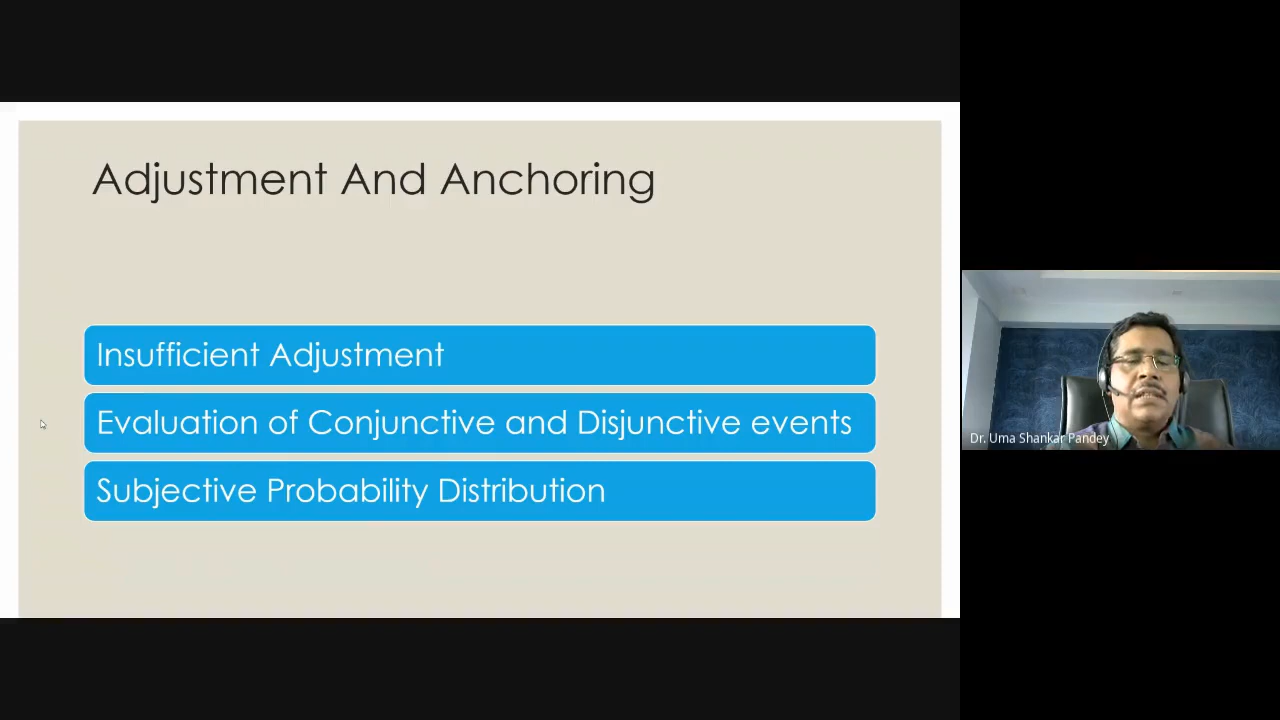 Adjustment And Anchoring
Insufficient Adjustment
Evaluation of Conjunctive and Disjunctive events
Subjective Probability Distribution
Dr. Uma Shankar Pandey